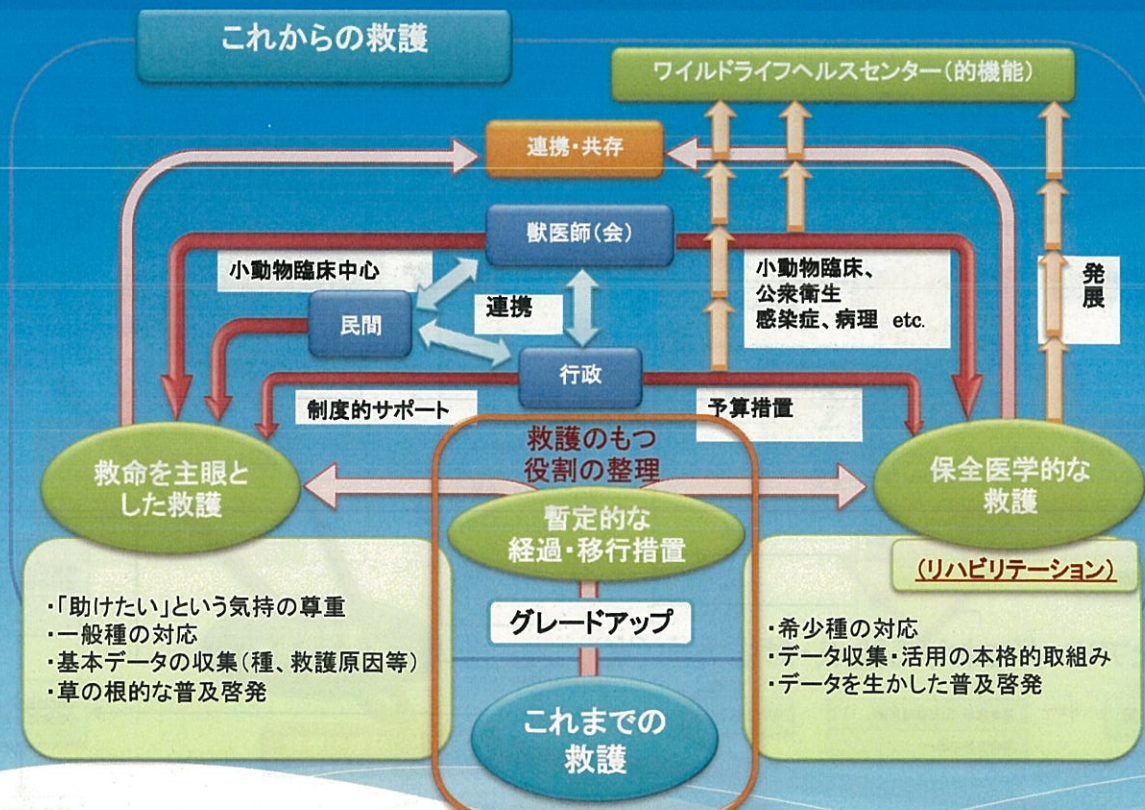 これからの救護
ワイルドライフヘルスセンター(的機能)
連携・共存
獣医師(会)
小動物臨床中心
連携
小動物臨床、
公衆衛生
感染症、病理 etc.
発
展
民間
行政
制度的サポート
予算措置
救護のもつ
役割の整理
救命を主眼と
した救護
保全医学的な
救護
暫定的な
経過・移行措置
(リハビリテーション)
グレードアップ
・「助けたい」という気持の尊重
・一般種の対応
・基本データの収集(種、救護原因等)
・草の根的な普及啓発
・希少種の対応
・データ収集・活用の本格的取組み
・データを生かした普及啓発
これまでの
救護